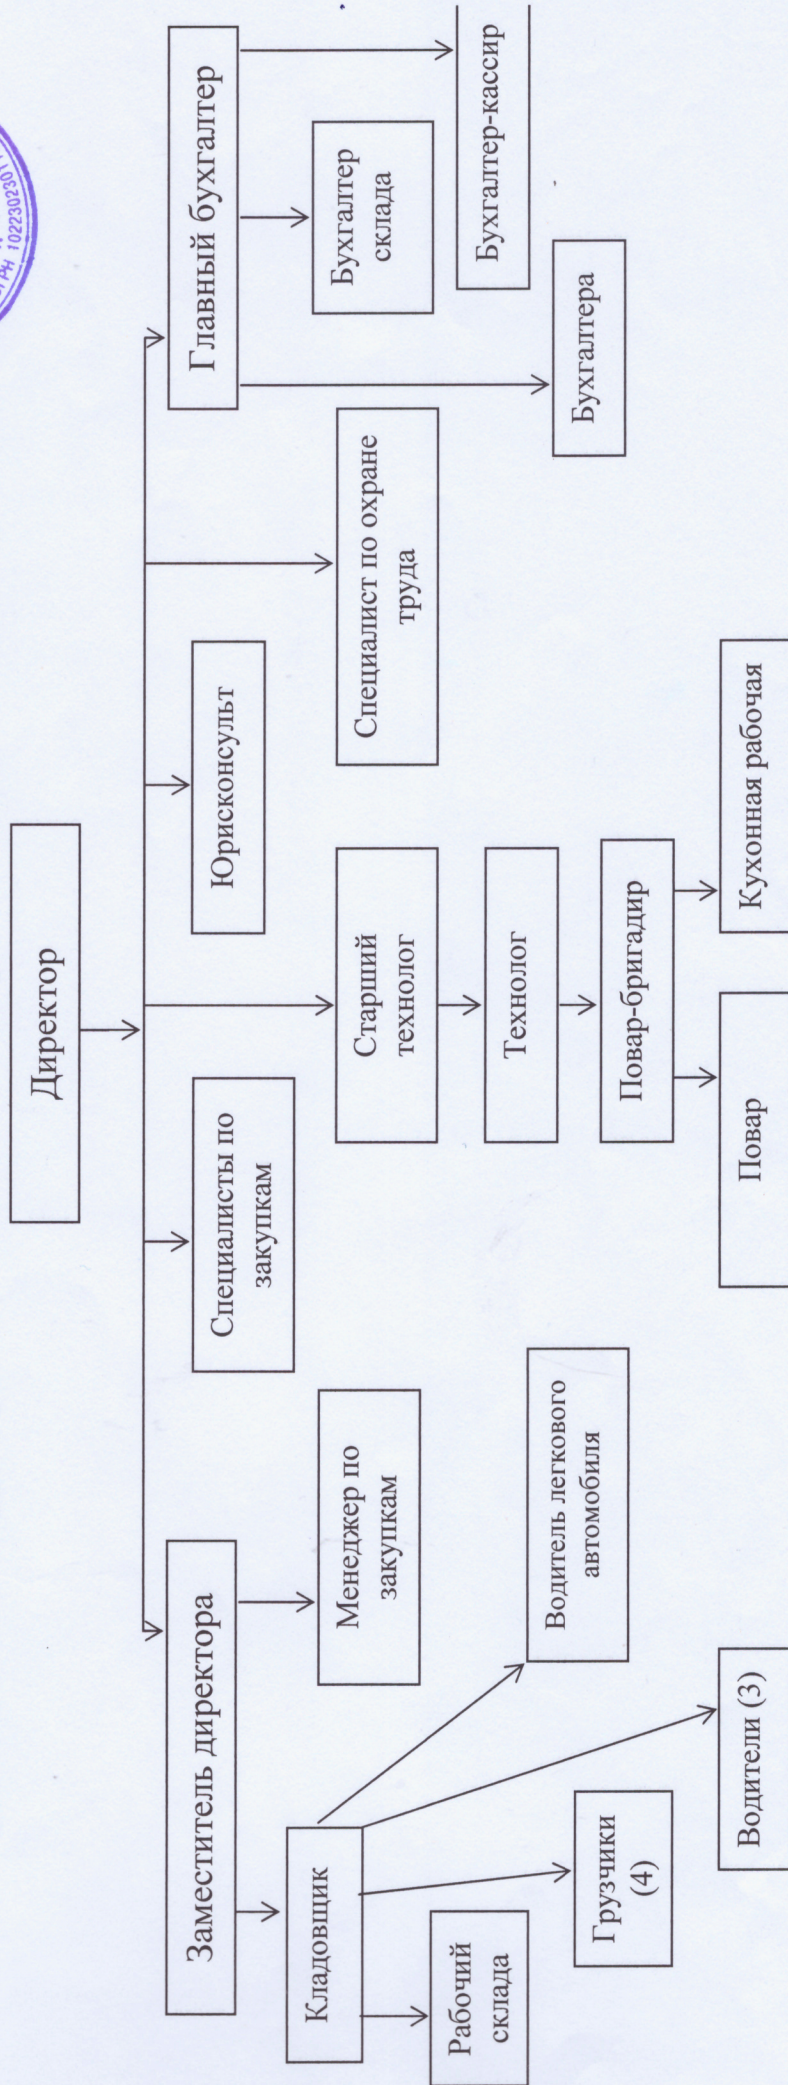 Директор
Заместитель директора
Специалисты по
закупкам
Юрисконсульт
Главный бухгалтер
Менеджер по
закупкам
Старший
технолог
Специалист по охране
труда
Бухгалтер
склада
Кладовщик
Технолог
Бухгалтер-кассир
Рабочий
склада
Водитель легкового
автомобиля
Повар-бригадир
Бухгалтера
Грузчики
(4)
Водители (3)
Повар
Кухонная рабочая